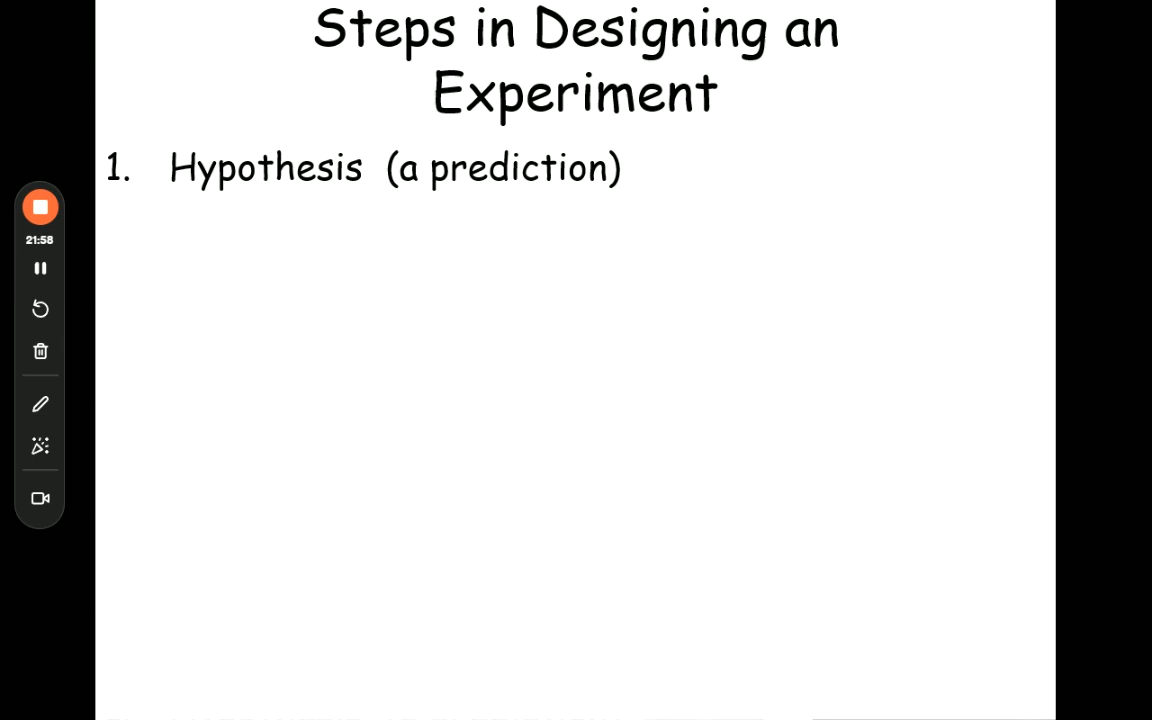 Steps in Designing an
Experiment
1. Hypothesis (a prediction)
21:58